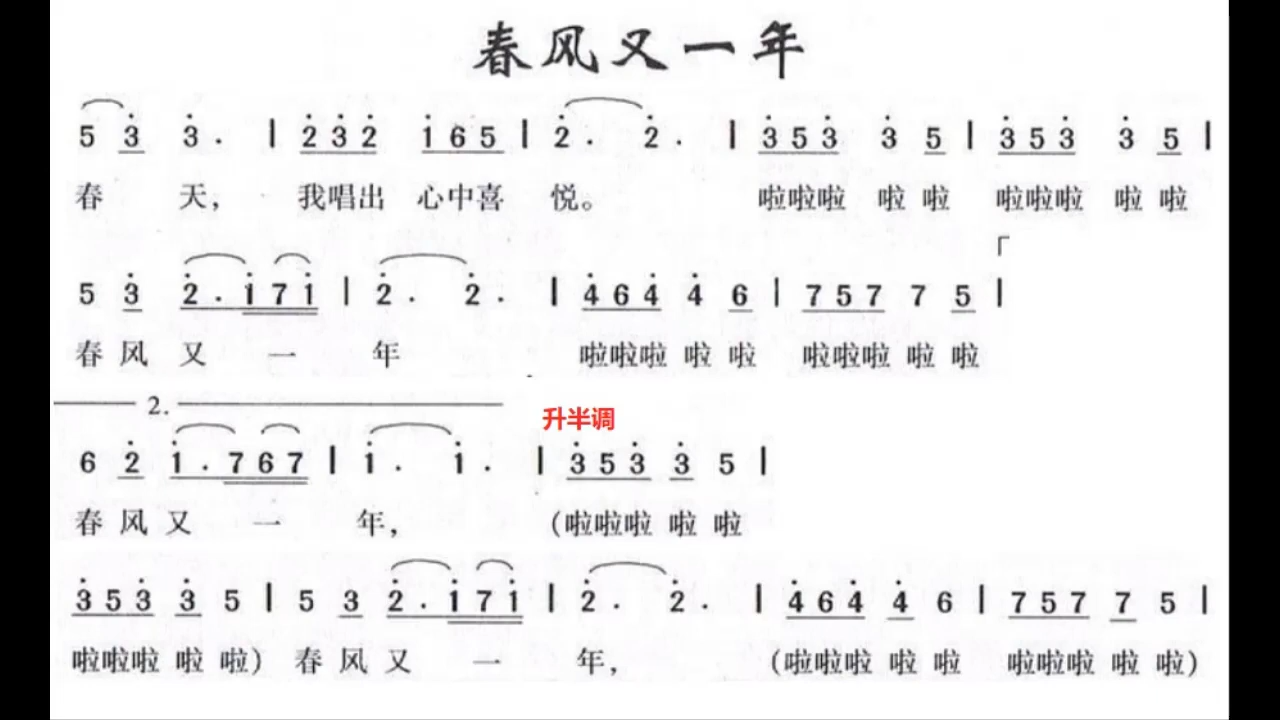 春风又一年
5 3 3. | 2 3 2 1 6 5 | 2. 2. | 3 5 3 3 5 | 3 5 3 3 5 |
春 天, 我唱出 心中喜 悦。 啦啦啦 啦 啦 啦啦啦 啦 啦
5 3 2. 1 7 1 | 2. 2. | 4 6 4 4 6 | 7 5 7 7 5 |
春 风 又 一 年 啦啦啦 啦 啦 啦啦啦 啦 啦
2.
升半调
6 2 1. 7 6 7 | 1. 1. | 3 5 3 3 5 |
春 风 又 一 年, (啦啦啦 啦 啦
3 5 3 3 5 | 5 3 2. 1 7 1 | 2. 2. | 4 6 4 4 6 | 7 5 7 7 5 |
啦啦啦 啦 啦) 春 风 又 一 年, (啦啦啦 啦 啦 啦啦啦 啦 啦)